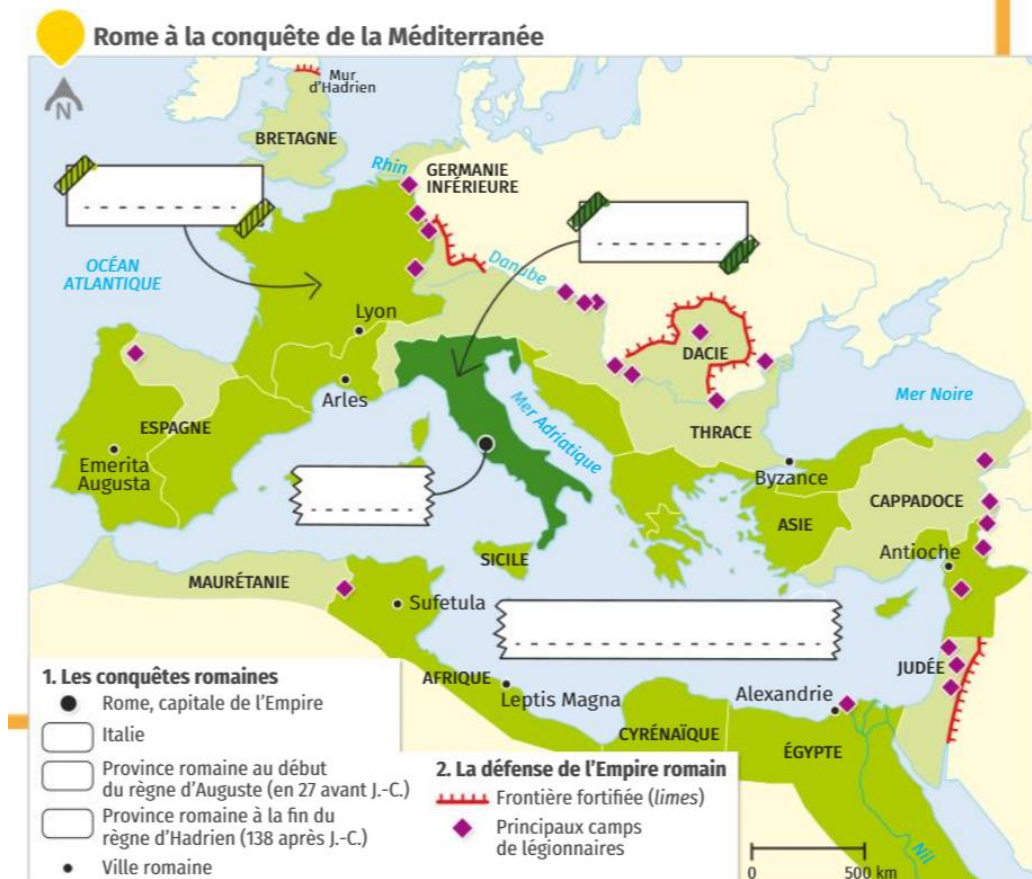 Rome à la conquête de la Méditerranée
N
Mur
d'Hadrien
BRETAGNE
Rhin
GERMANIE
INFÉRIEURE
OCÉAN
ATLANTIQUE
Danube
Lyon
DACIE
Mer Noire
Arles
Mer Adriatique
THRACE
ESPAGNE
Emerita
Augusta
Byzance
CAPPADOCE
ASIE
Antioche
SICILE
MAURÉTANIE
Sufetula
JUDÉE
AFRIQUE
Leptis Magna
Alexandrie
CYRÉNAÏQUE
ÉGYPTE
Nil
1. Les conquêtes romaines
Rome, capitale de l'Empire
Italie
Province romaine au début
du règne d'Auguste (en 27 avant J.-C.)
Province romaine à la fin du
règne d'Hadrien (138 après J.-C.)
Ville romaine
2. La défense de l'Empire romain
Frontière fortifiée (limes)
Principaux camps
de légionnaires
0 500 km